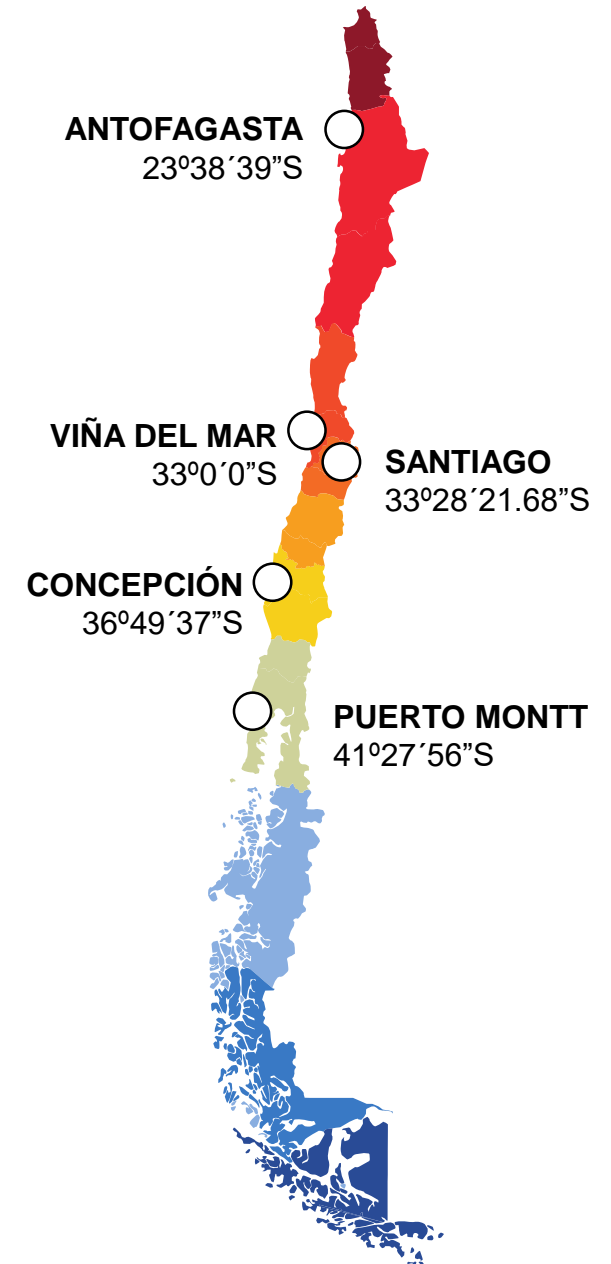 ANTOFAGASTA
23º38´39”S
VIÑA DEL MAR
33º0´0”S
SANTIAGO
33º28´21.68”S
CONCEPCIÓN
36º49´37”S
PUERTO MONTT
41º27´56”S